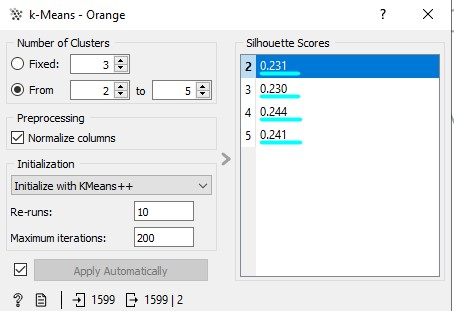 k-Means - Orange ? ×
Number of Clusters
Fixed: 3
From 2 to 5
Preprocessing
Normalize columns
Initialization
Initialize with KMeans++
Re-runs: 10
Maximum iterations: 200
Apply Automatically
? 1599 1599 | 2
Silhouette Scores
2 0.231
3 0.230
4 0.244
5 0.241